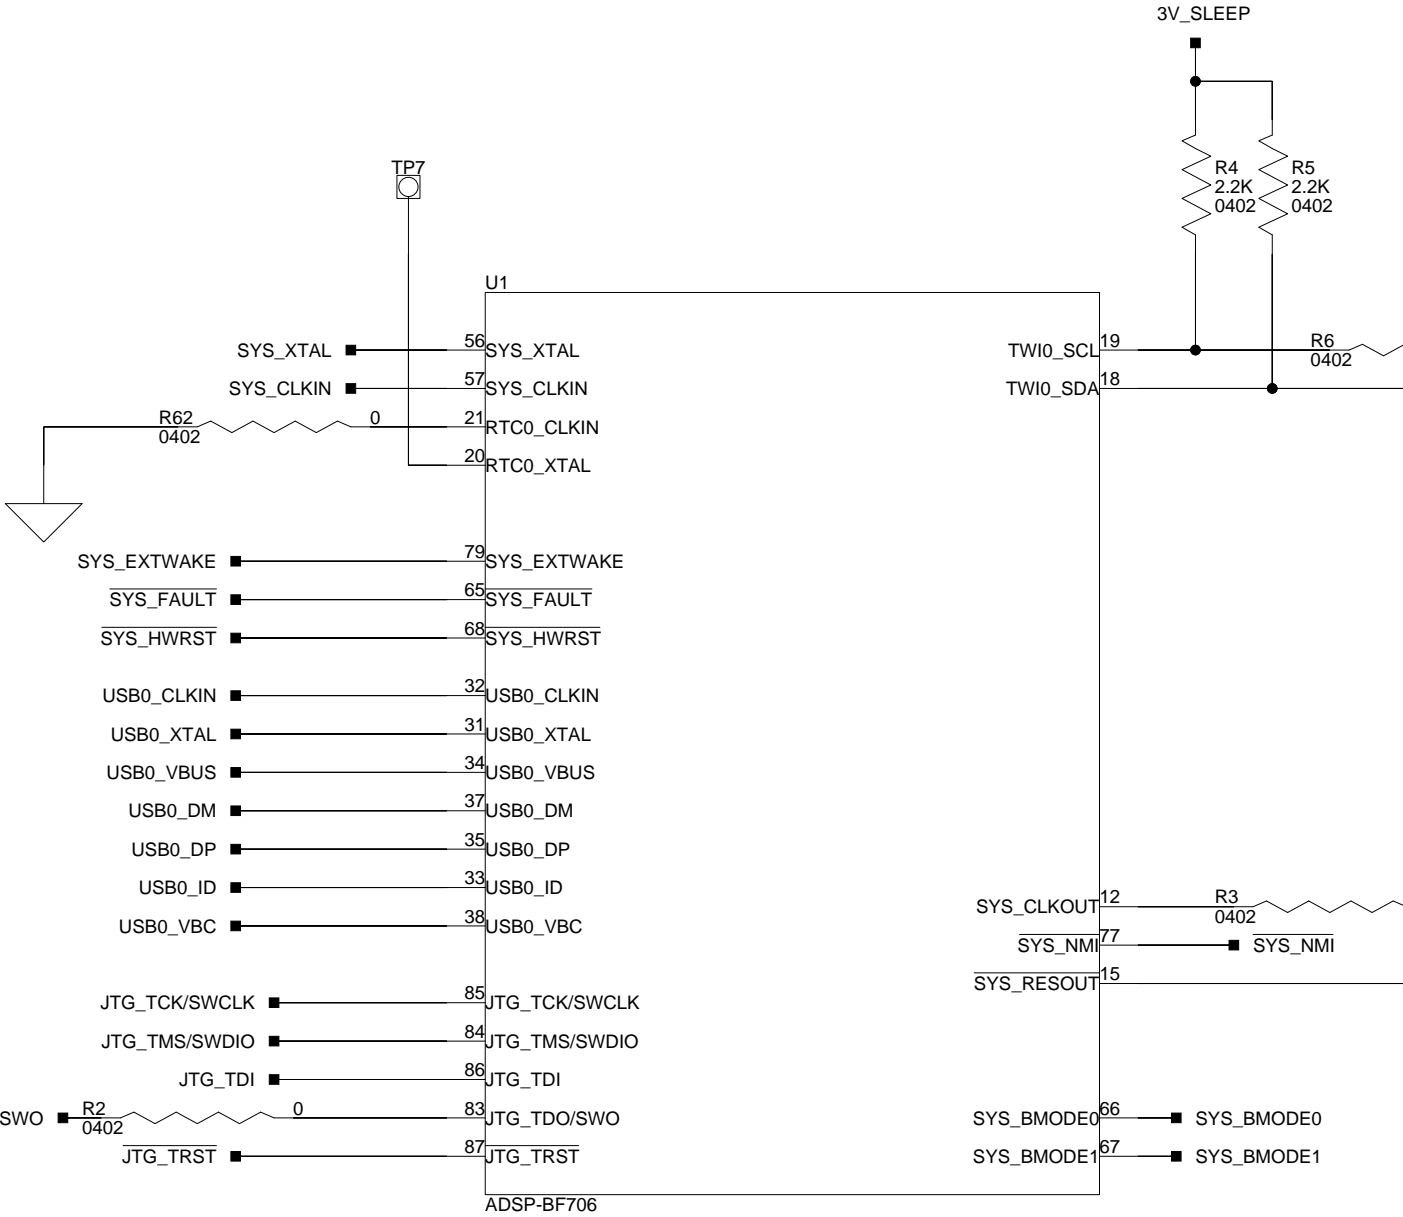 3V_SLEEP
TP7
R4
2.2K
0402
R5
2.2K
0402
U1
SYS_XTAL
56
SYS_XTAL
TWI0_SCL
19
R6
0402
SYS_CLKIN
57
SYS_CLKIN
TWI0_SDA
18
R62
0402
0
21
RTC0_CLKIN
20
RTC0_XTAL
SYS_EXTWAKE
79
SYS_EXTWAKE
SYS_FAULT
65
SYS_FAULT
SYS_HWRST
68
SYS_HWRST
USB0_CLKIN
32
USB0_CLKIN
USB0_XTAL
31
USB0_XTAL
USB0_VBUS
34
USB0_VBUS
USB0_DM
37
USB0_DM
USB0_DP
35
USB0_DP
USB0_ID
33
USB0_ID
USB0_VBC
38
USB0_VBC
SYS_CLKOUT
12
R3
0402
SYS_NMI
77
SYS_NMI
SYS_RESOUT
15
JTG_TCK/SWCLK
85
JTG_TCK/SWCLK
JTG_TMS/SWDIO
84
JTG_TMS/SWDIO
JTG_TDI
86
JTG_TDI
SWO
R2
0402
0
83
JTG_TDO/SWO
SYS_BMODE0
66
SYS_BMODE0
JTG_TRST
87
JTG_TRST
SYS_BMODE1
67
SYS_BMODE1
ADSP-BF706